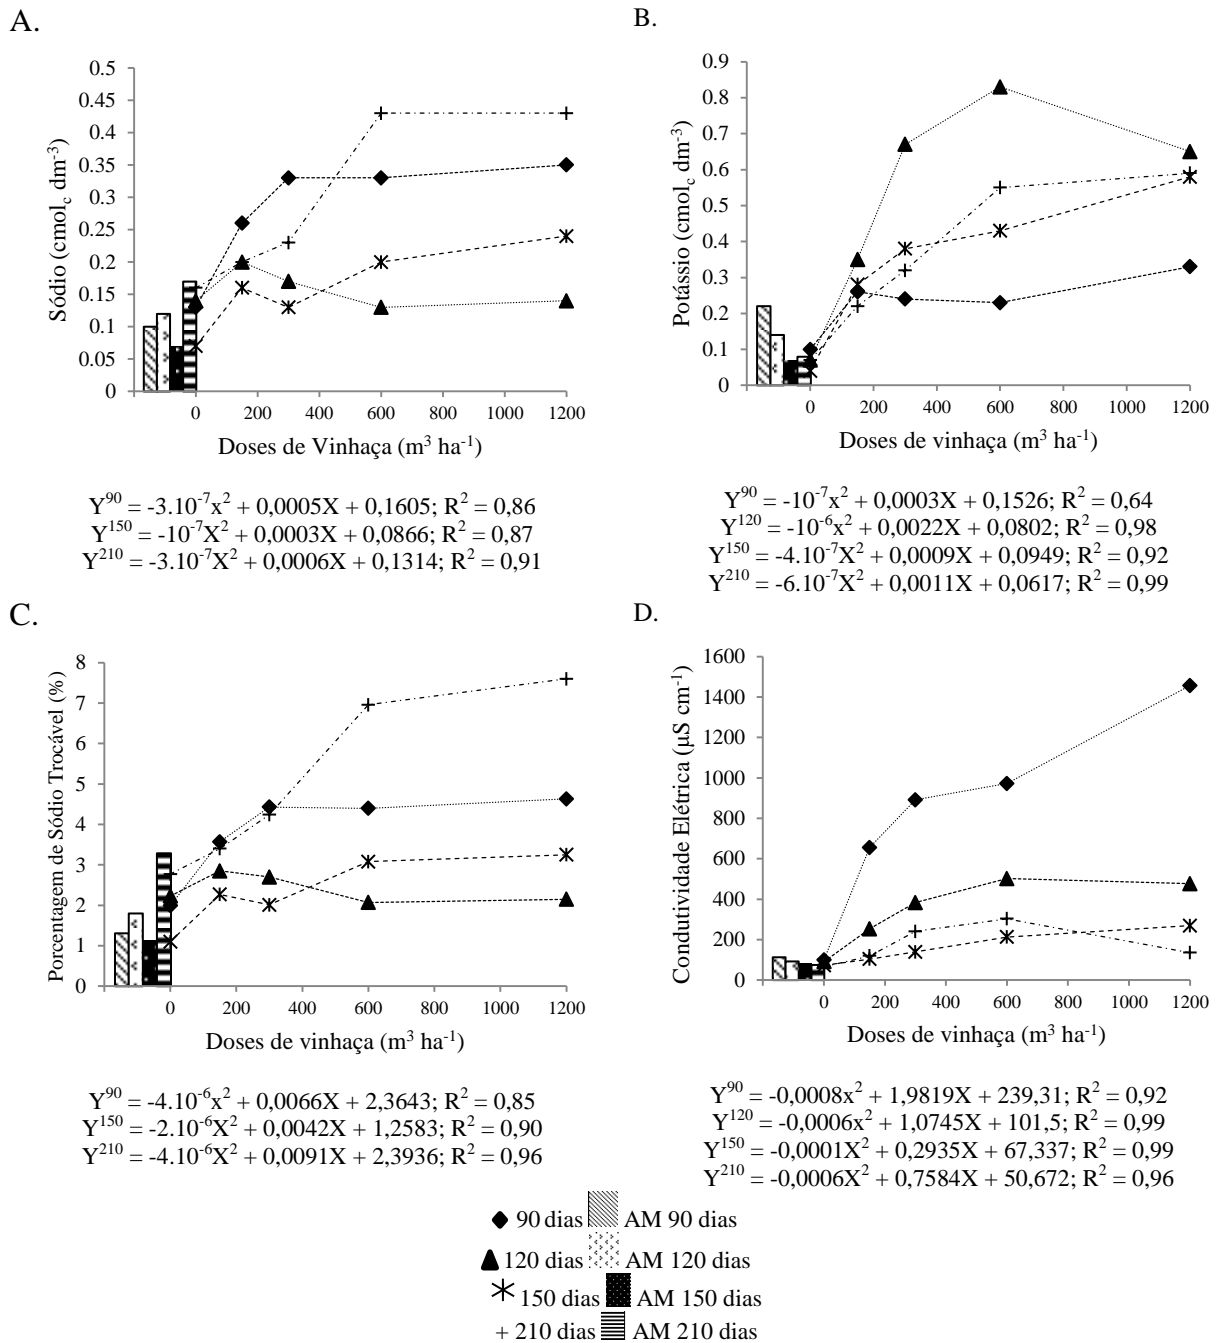 A.
0.5
0.45
0.4
0.35
0.3
0.25
0.2
0.15
0.1
0.05
0
Sódio (cmolc dm-3)
0 200 400 600 800 1000 1200
Doses de Vinhaça (m3 ha-1)
Y90 = -3.10-7x2 + 0,0005X + 0,1605; R2 = 0,86
Y150 = -10-7X2 + 0,0003X + 0,0866; R2 = 0,87
Y210 = -3.10-7X2 + 0,0006X + 0,1314; R2 = 0,91
B.
0.9
0.8
0.7
0.6
0.5
0.4
0.3
0.2
0.1
0
Potássio (cmolc dm-3)
0 200 400 600 800 1000 1200
Doses de vinhaça (m3 ha-1)
Y90 = -10-7x2 + 0,0003X + 0,1526; R2 = 0,64
Y120 = -10-6x2 + 0,0022X + 0,0802; R2 = 0,98
Y150 = -4.10-7X2 + 0,0009X + 0,0949; R2 = 0,92
Y210 = -6.10-7X2 + 0,0011X + 0,0617; R2 = 0,99
C.
8
7
6
5
4
3
2
1
0
Porcentagem de Sódio Trocável (%)
0 200 400 600 800 1000 1200
Doses de vinhaça (m3 ha-1)
Y90 = -4.10-6x2 + 0,0066X + 2,3643; R2 = 0,85
Y150 = -2.10-6X2 + 0,0042X + 1,2583; R2 = 0,90
Y210 = -4.10-6X2 + 0,0091X + 2,3936; R2 = 0,96
D.
1600
1400
1200
1000
800
600
400
200
0
Condutividade Elétrica (µS cm-1)
0 200 400 600 800 1000 1200
Doses de vinhaça (m3 ha-1)
Y90 = -0,0008x2 + 1,9819X + 239,31; R2 = 0,92
Y120 = -0,0006x2 + 1,0745X + 101,5; R2 = 0,99
Y150 = -0,0001X2 + 0,2935X + 67,337; R2 = 0,99
Y210 = -0,0006X2 + 0,7584X + 50,672; R2 = 0,96
90 dias AM 90 dias
120 dias AM 120 dias
150 dias AM 150 dias
210 dias AM 210 dias